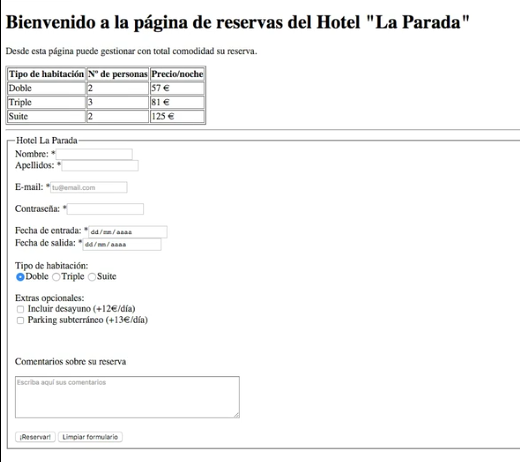 Bienvenido a la página de reservas del Hotel "La Parada"
Desde esta página puede gestionar con total comodidad su reserva.
Tipo de habitación Nº de personas Precio/noche
Doble 2 57 €
Triple 3 81 €
Suite 2 125 €
Hotel La Parada
Nombre: *
Apellidos: *
E-mail: * tu@email.com
Contraseña: *
Fecha de entrada: * dd/mm/aaaa
Fecha de salida: * dd/mm/aaaa
Tipo de habitación:
Doble Triple Suite
Extras opcionales:
Incluir desayuno (+12€/día)
Parking subterráneo (+13€/día)
Comentarios sobre su reserva
Escriba aquí sus comentarios
¡Reservar! Limpiar formulario